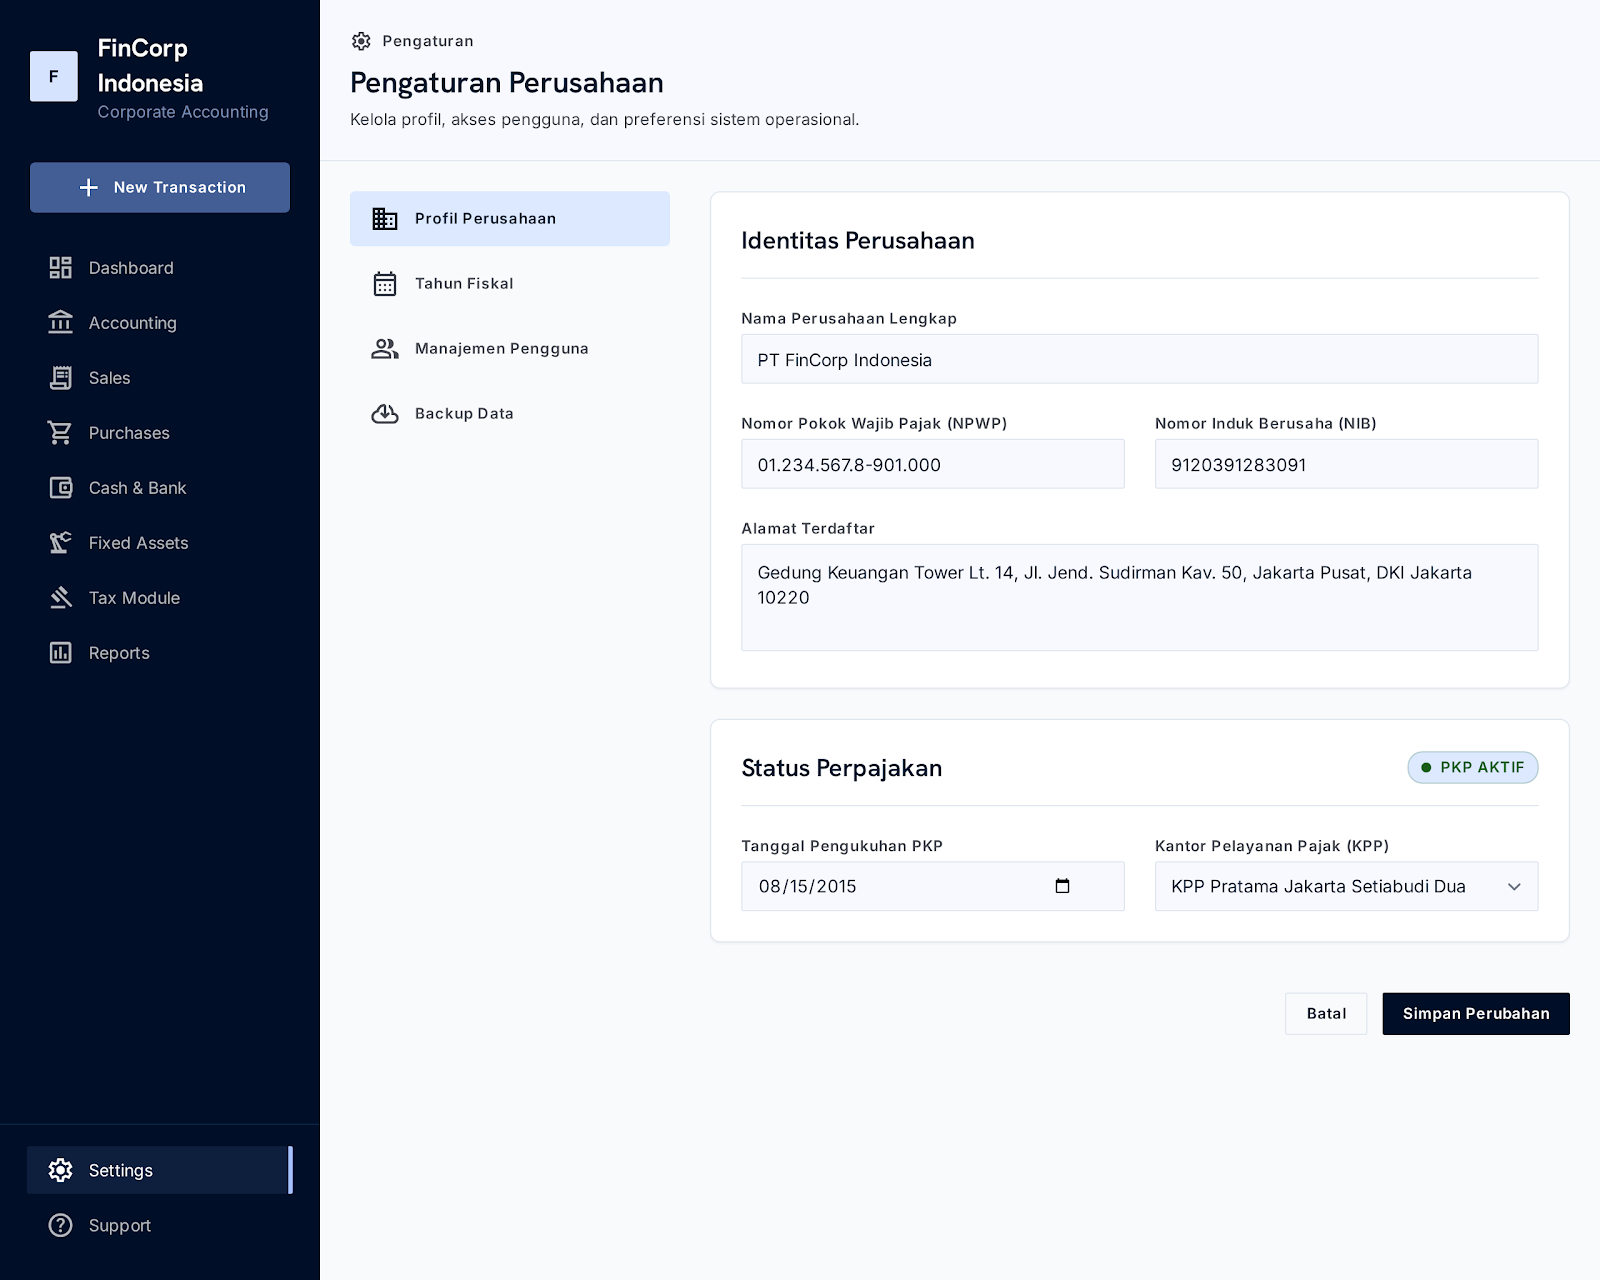 F
FinCorp
Indonesia
Corporate Accounting
New Transaction
Dashboard
Accounting
Sales
Purchases
Cash & Bank
Fixed Assets
Tax Module
Reports
Settings
Support
Pengaturan
Pengaturan Perusahaan
Kelola profil, akses pengguna, dan preferensi sistem operasional.
Profil Perusahaan
Tahun Fiskal
Manajemen Pengguna
Backup Data
Identitas Perusahaan
Nama Perusahaan Lengkap
PT FinCorp Indonesia
Nomor Pokok Wajib Pajak (NPWP)
01.234.567.8-901.000
Nomor Induk Berusaha (NIB)
9120391283091
Alamat Terdaftar
Gedung Keuangan Tower Lt. 14, Jl. Jend. Sudirman Kav. 50, Jakarta Pusat, DKI Jakarta
10220
Status Perpajakan
PKP AKTIF
Tanggal Pengukuhan PKP
08/15/2015
Kantor Pelayanan Pajak (KPP)
KPP Pratama Jakarta Setiabudi Dua
Batal
Simpan Perubahan